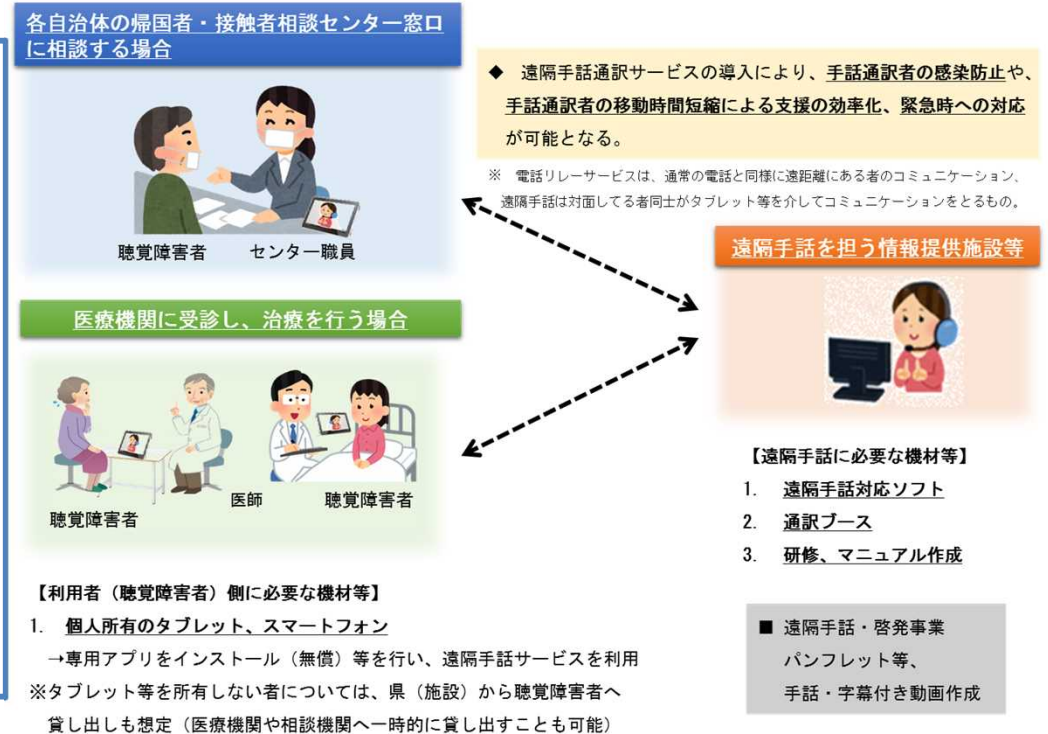 各自治体の帰国者・接触者相談センター窓口
に相談する場合
聴覚障害者
センター職員
◆ 遠隔手話通訳サービスの導入により、手話通訳者の感染防止や、
手話通訳者の移動時間短縮による支援の効率化、緊急時への対応
が可能となる。
※ 電話リレーサービスは、通常の電話と同様に遠距離にある者のコミュニケーション、
遠隔手話は対面してる者同士がタブレット等を介してコミュニケーションをとるもの。
医療機関に受診し、治療を行う場合
聴覚障害者
医師
聴覚障害者
遠隔手話を担う情報提供施設等
【遠隔手話に必要な機材等】
1. 遠隔手話対応ソフト
2. 通訳ブース
3. 研修、マニュアル作成
【利用者（聴覚障害者）側に必要な機材等】
1. 個人所有のタブレット、スマートフォン
→専用アプリをインストール（無償）等を行い、遠隔手話サービスを利用
※タブレット等を所有しない者については、県（施設）から聴覚障害者へ
貸し出しも想定（医療機関や相談機関へ一時的に貸し出すことも可能）
■ 遠隔手話・啓発事業
パンフレット等、
手話・字幕付き動画作成